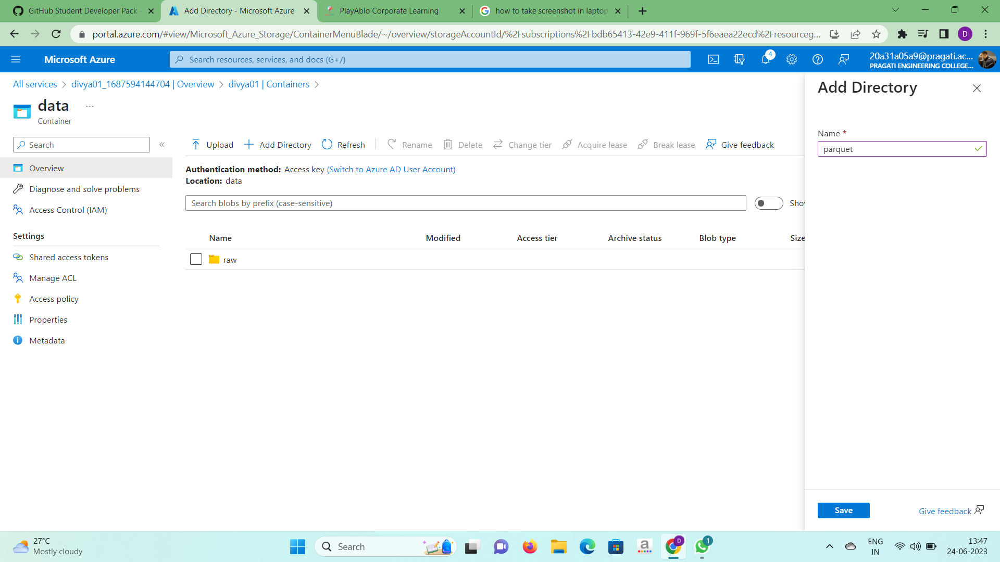 GitHub Student Developer Pack -
Add Directory - Microsoft Azure
PlayAblo Corporate Learning
how to take screenshot in laptop
portal.azure.com/#view/Microsoft_Azure_Storage/ContainerMenuBlade/~/overview/storageAccountId/%2Fsubscriptions%2Fbdb65413-42e9-411f-969f-5f6eaea22ecd%2Fresourceg...
D
Microsoft Azure
Search resources, services, and docs (G+/)
4
20a31a05a9@pragati.ac...
PRAGATI ENGINEERING COLLEGE...
All services > divya01_1687594144704 | Overview > divya01 | Containers >
data
...
Container
Search
«
Overview
Diagnose and solve problems
Access Control (IAM)
Settings
Shared access tokens
Manage ACL
Access policy
Properties
Metadata
Upload
Add Directory
Refresh
Rename
Delete
Change tier
Acquire lease
Break lease
Give feedback
Authentication method: Access key (Switch to Azure AD User Account)
Location: data
Search blobs by prefix (case-sensitive)
Show
Name Modified Access tier Archive status Blob type Size
raw
Add Directory
Name *
parquet
Save
Give feedback
27°C
Mostly cloudy
Search
a
D
1
ENG
IN
13:47
24-06-2023